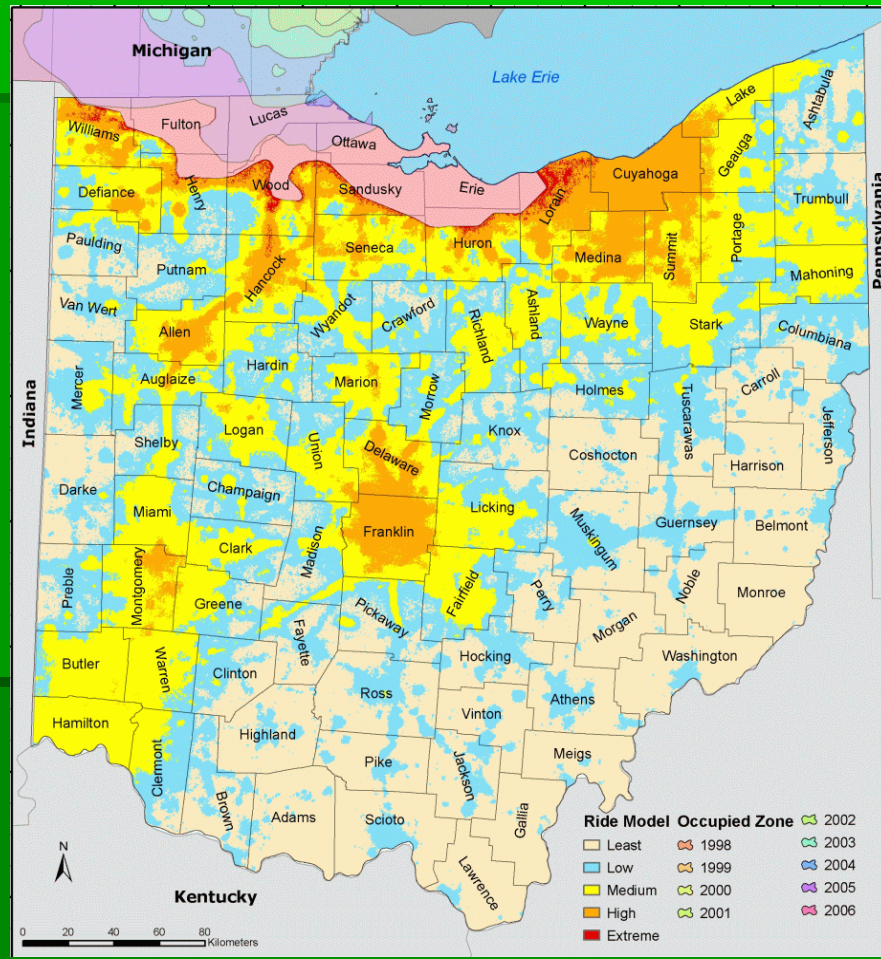 Michigan
Lake Erie
Lake
Ashtabula
Williams
Fulton
Lucas
Ottawa
Geauga
Cuyahoga
Defiance
Henry
Wood
Sandusky
Erie
Lorain
Trumbull
Pennsylvania
Paulding
Putnam
Hancock
Seneca
Huron
Medina
Summit
Portage
Mahoning
Van Wert
Allen
Wyandot
Crawford
Richland
Ashland
Wayne
Stark
Columbiana
Indiana
Mercer
Auglaize
Hardin
Marion
Morrow
Holmes
Tuscarawas
Carroll
Jefferson
Shelby
Logan
Union
Delaware
Knox
Coshocton
Harrison
Darke
Champaign
Miami
Madison
Franklin
Licking
Muskingum
Guernsey
Belmont
Preble
Montgomery
Clark
Greene
Fairfield
Perry
Noble
Monroe
Fayette
Pickaway
Morgan
Butler
Warren
Clinton
Hocking
Washington
Hamilton
Clermont
Highland
Ross
Vinton
Athens
Meigs
Pike
Jackson
Brown
Adams
Scioto
Gallia
Lawrence
N
Kentucky
0 20 40 60 80
Kilometers
Ride Model Occupied Zone
Least
Low
Medium
High
Extreme
1998
1999
2000
2001
2002
2003
2004
2005
2006